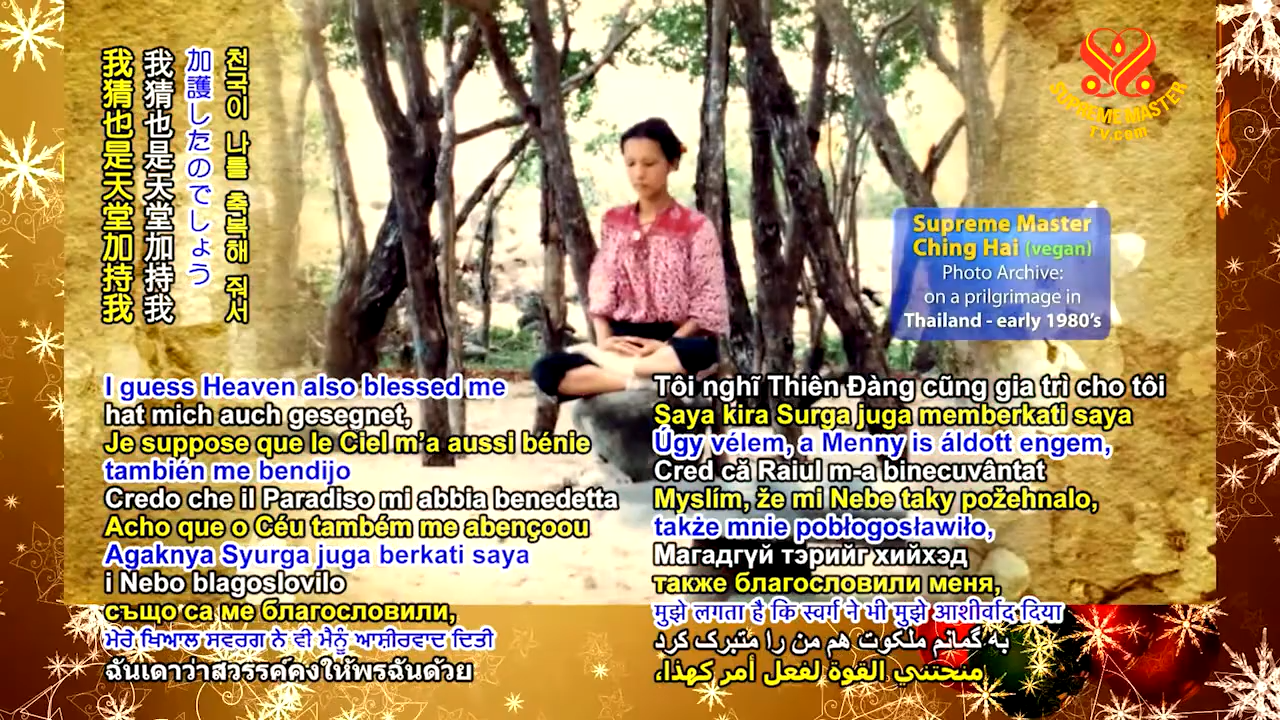 我猜也是天堂加持我
我猜也是天堂加持我
加護したのでしょう
천국이 나를 축복해 줘서
SUPREME MASTER
TV.com
Supreme Master
Ching Hai (vegan)
Photo Archive:
on a prilgrimage in
Thailand - early 1980's
I guess Heaven also blessed me
hat mich auch gesegnet,
Je suppose que le Ciel m'a aussi bénie
también me bendijo
Credo che il Paradiso mi abbia benedetta
Acho que o Céu também me abençoou
Agaknya Syurga juga berkati saya
i Nebo blagoslovilo
също са ме благословили,
ਮੇਰੇ ਖਿਆਲ ਸਵਰਗ ਨੇ ਵੀ ਮੈਨੂੰ ਆਸ਼ੀਰਵਾਦ ਦਿਤੀ
ฉันเดาว่าสวรรค์คงให้พรฉันด้วย
Tôi nghĩ Thiên Đàng cũng gia trì cho tôi
Saya kira Surga juga memberkati saya
Úgy vélem, a Menny is áldott engem,
Cred că Raiul m-a binecuvântat
Myslím, že mi Nebe taky požehnalo,
także mnie pobłogosławiło,
Магадгүй тэрийг хийхэд
также благословили меня,
मुझे लगता है कि स्वर्ग ने भी मुझे आशीर्वाद दिया
به گمانم ملکوت هم من را متبرک کرد
منحتني القوة لفعل أمر كهذا،